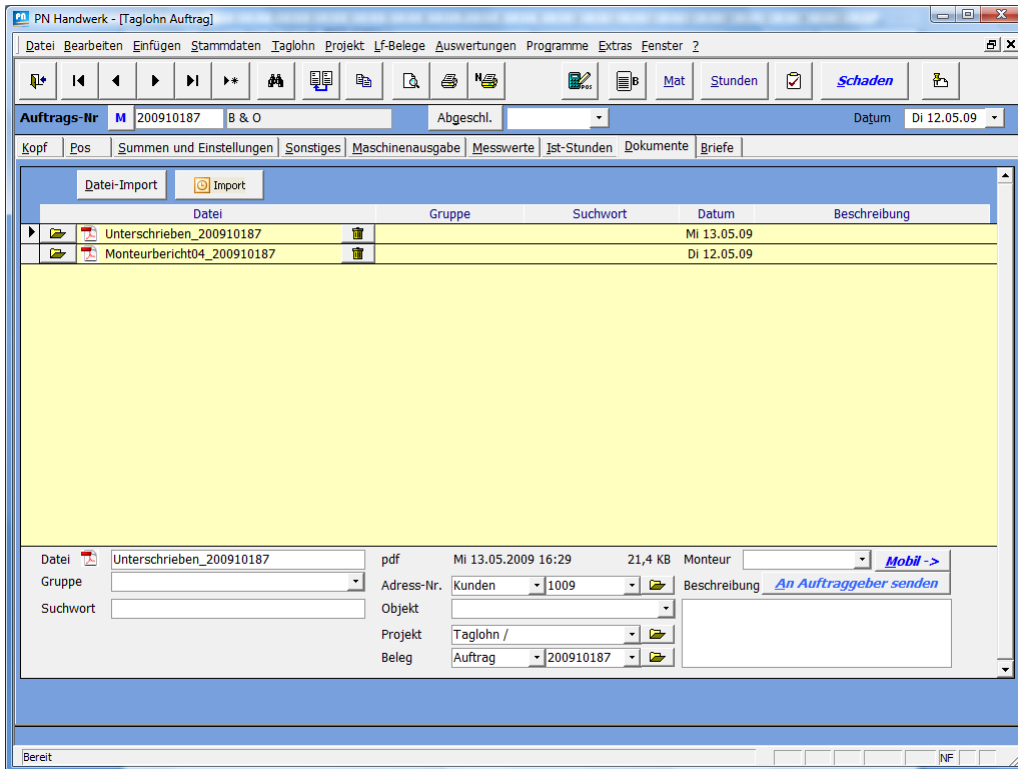 PN Handwerk - [Taglohn Auftrag]
Datei Bearbeiten Einfügen Stammdaten Taglohn Projekt Lf-Belege Auswertungen Programme Extras Fenster ?
N B Mat Stunden Schaden
Auftrags-Nr M 200910187 B & O Abgeschl. Datum Di 12.05.09
Kopf Pos Summen und Einstellungen Sonstiges Maschinenausgabe Messwerte Ist-Stunden Dokumente Briefe
Datei-Import Import
Datei Gruppe Suchwort Datum Beschreibung
Unterschrieben_200910187 Mi 13.05.09
Monteurbericht04_200910187 Di 12.05.09
Datei Unterschrieben_200910187 pdf Mi 13.05.2009 16:29 21,4 KB Monteur Mobil ->
Gruppe Adress-Nr. Kunden 1009 Beschreibung An Auftraggeber senden
Suchwort Objekt
Projekt Taglohn /
Beleg Auftrag 200910187
Bereit NF